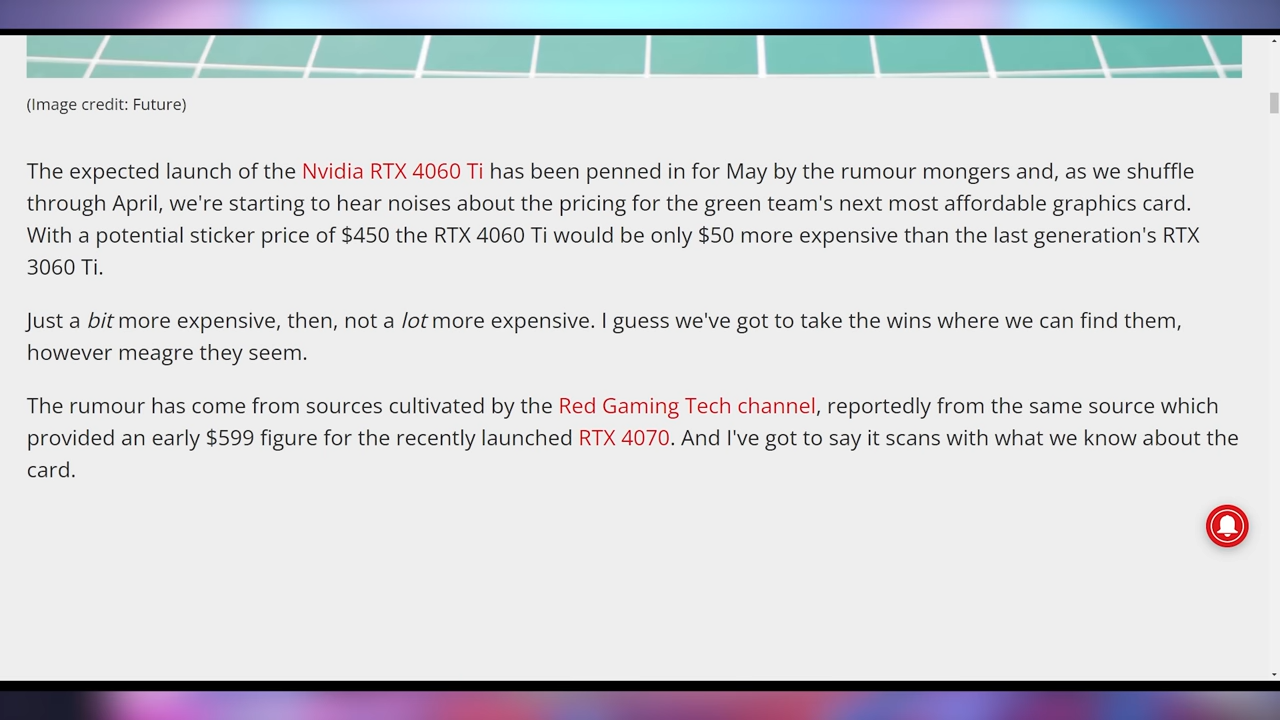 (Image credit: Future)
The expected launch of the Nvidia RTX 4060 Ti has been penned in for May by the rumour mongers and, as we shuffle
through April, we're starting to hear noises about the pricing for the green team's next most affordable graphics card.
With a potential sticker price of $450 the RTX 4060 Ti would be only $50 more expensive than the last generation's RTX
3060 Ti.
Just a bit more expensive, then, not a lot more expensive. I guess we've got to take the wins where we can find them,
however meagre they seem.
The rumour has come from sources cultivated by the Red Gaming Tech channel, reportedly from the same source which
provided an early $599 figure for the recently launched RTX 4070. And I've got to say it scans with what we know about the
card.